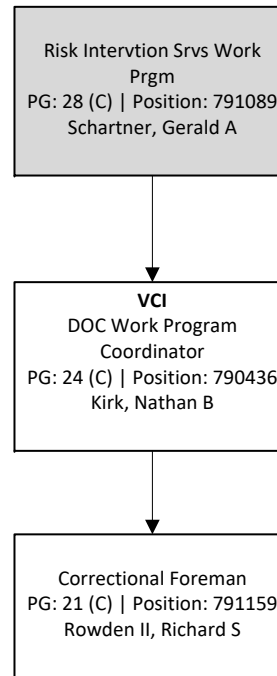 Risk Intervtion Srvs Work
Prgm
PG: 28 (C) | Position: 791089
Schartner, Gerald A
VCI
DOC Work Program
Coordinator
PG: 24 (C) | Position: 790436
Kirk, Nathan B
Correctional Foreman
PG: 21 (C) | Position: 791159
Rowden II, Richard S